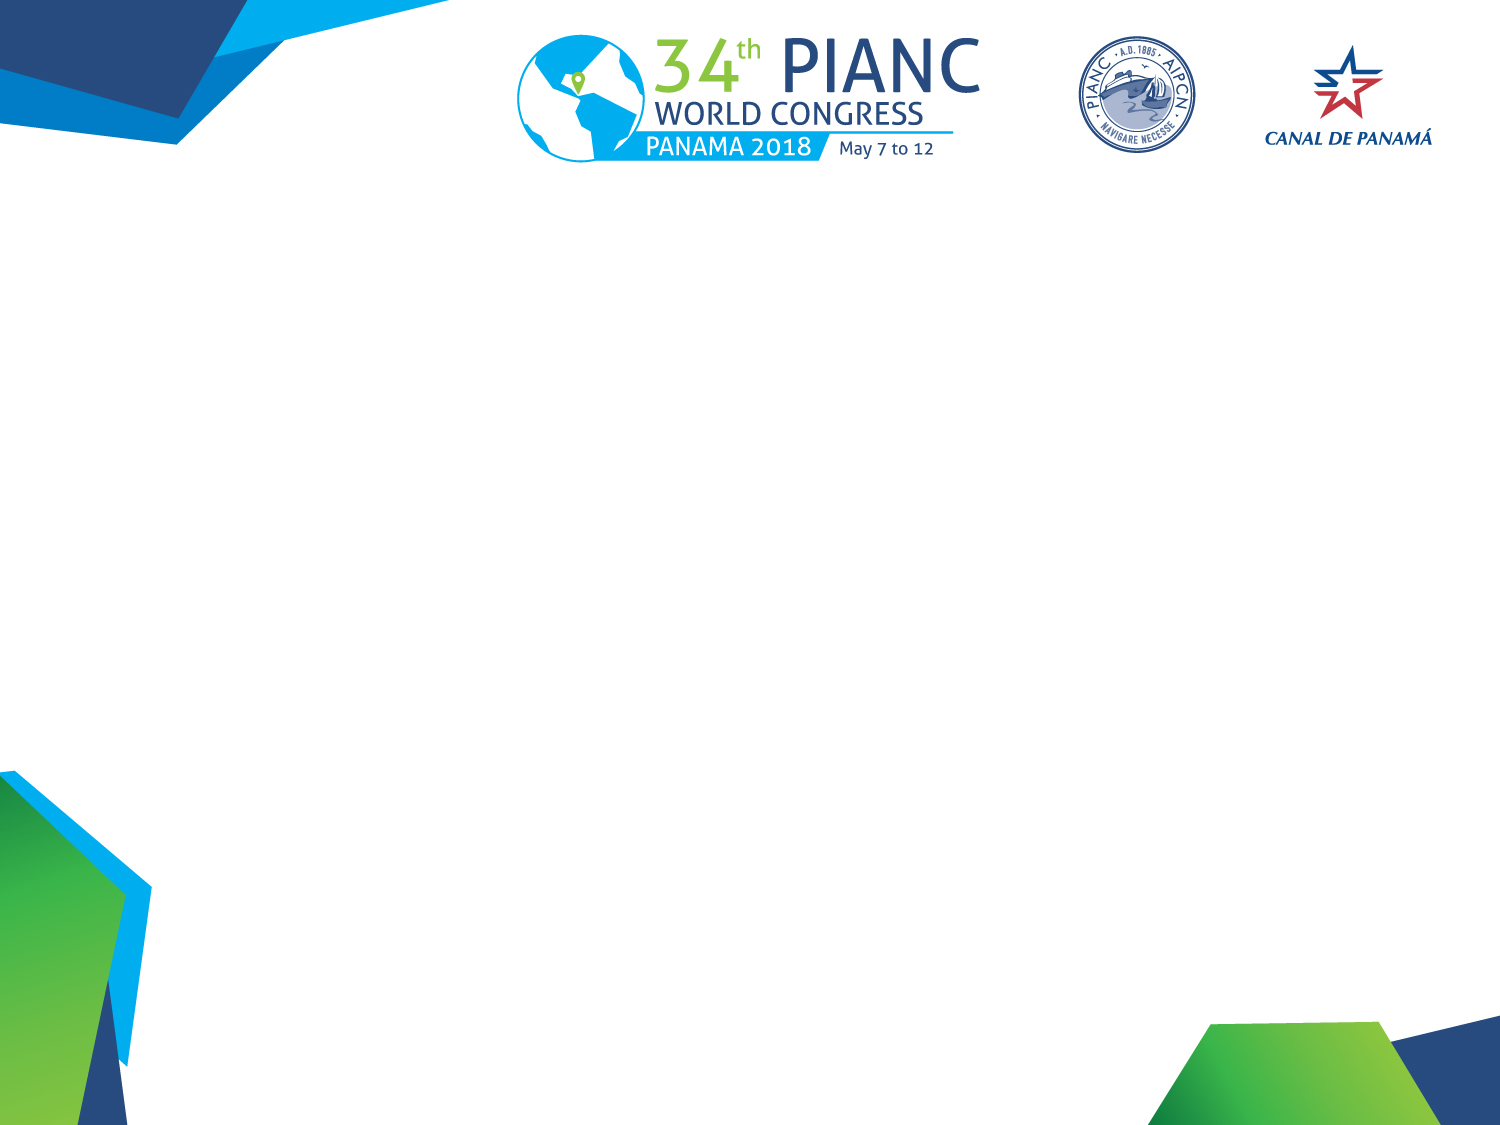 34th PIANC
WORLD CONGRESS
PANAMA 2018 May 7 to 12
PIANC · A.D. 1885 · AIPCN
NAVIGARE NECESSE
CANAL DE PANAMÁ